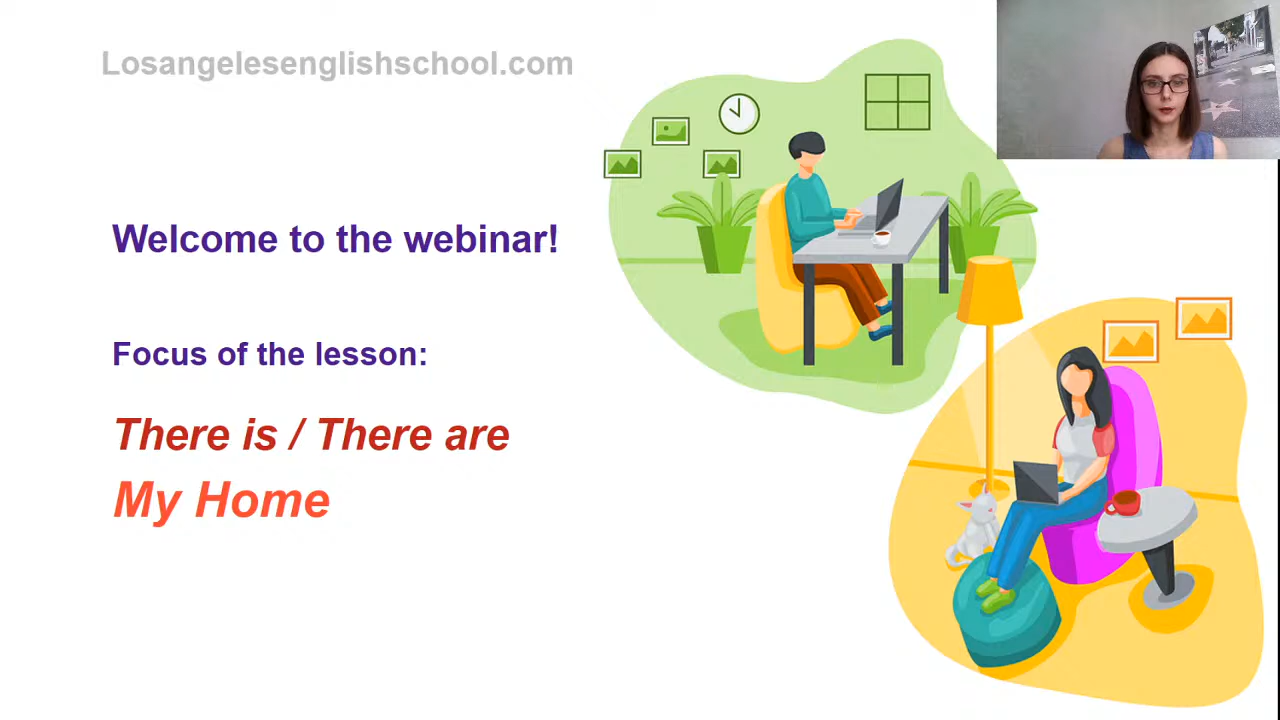 Losangelesenglishschool.com
Welcome to the webinar!
Focus of the lesson:
There is / There are
My Home